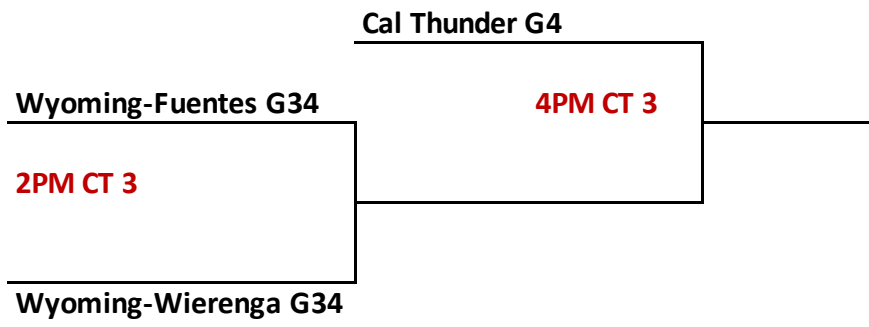 Cal Thunder G4
Wyoming-Fuentes G34
4PM CT 3
2PM CT 3
Wyoming-Wierenga G34